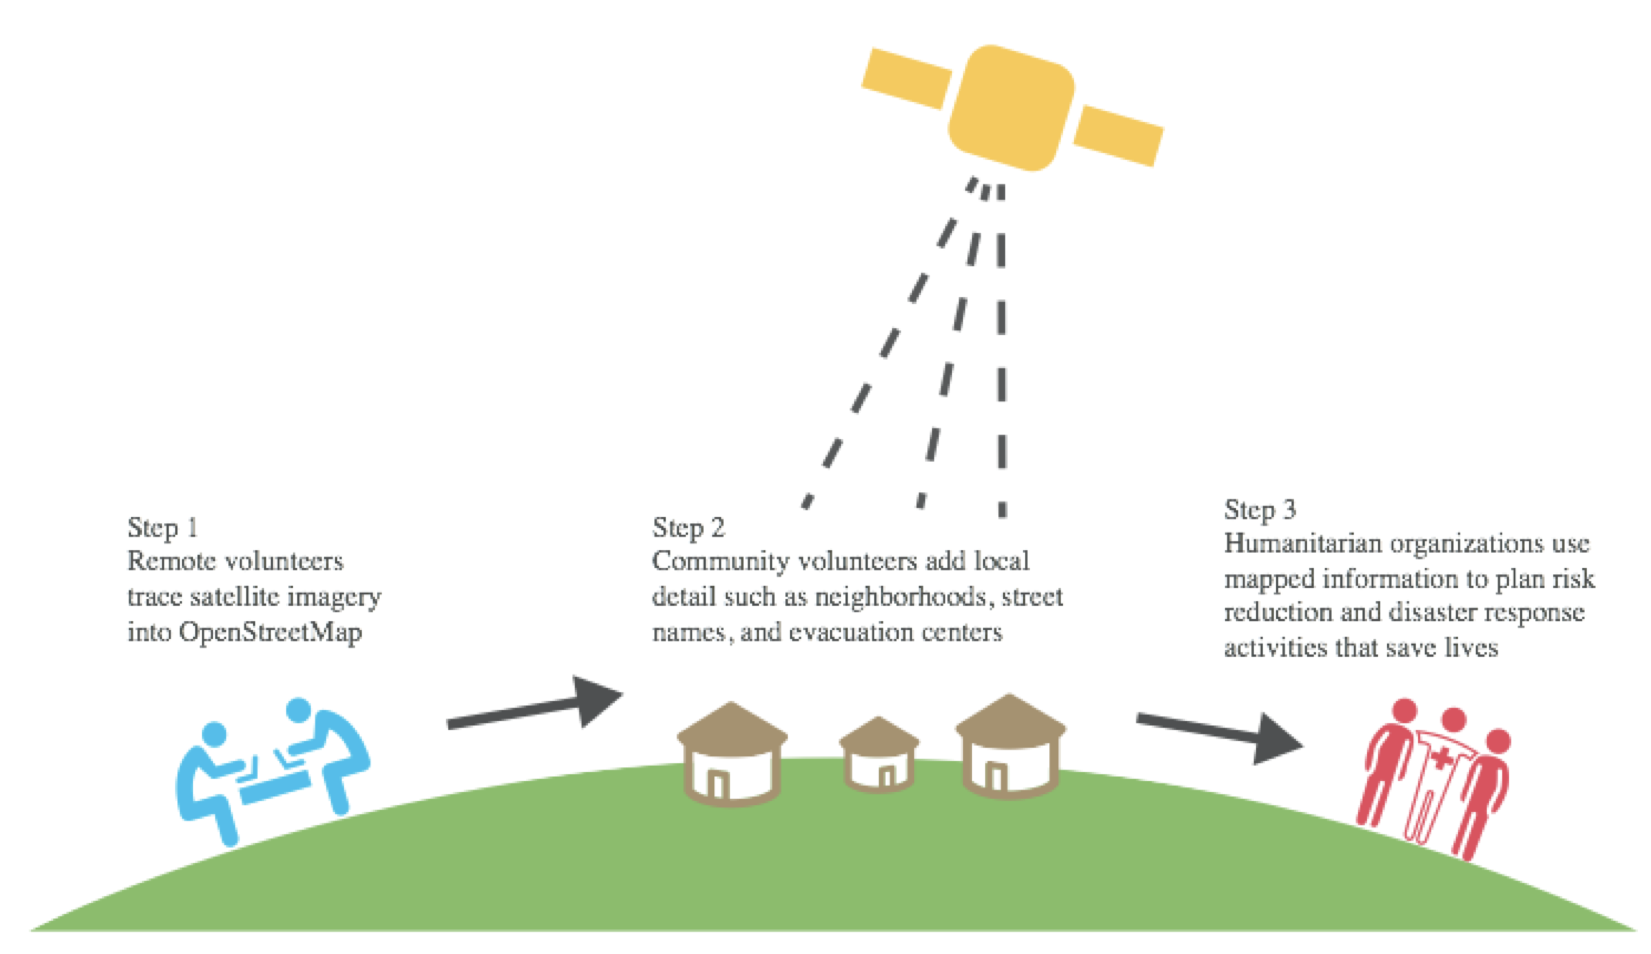 Step 1
Remote volunteers
trace satellite imagery
into OpenStreetMap
Step 2
Community volunteers add local
detail such as neighborhoods, street
names, and evacuation centers
Step 3
Humanitarian organizations use
mapped information to plan risk
reduction and disaster response
activities that save lives